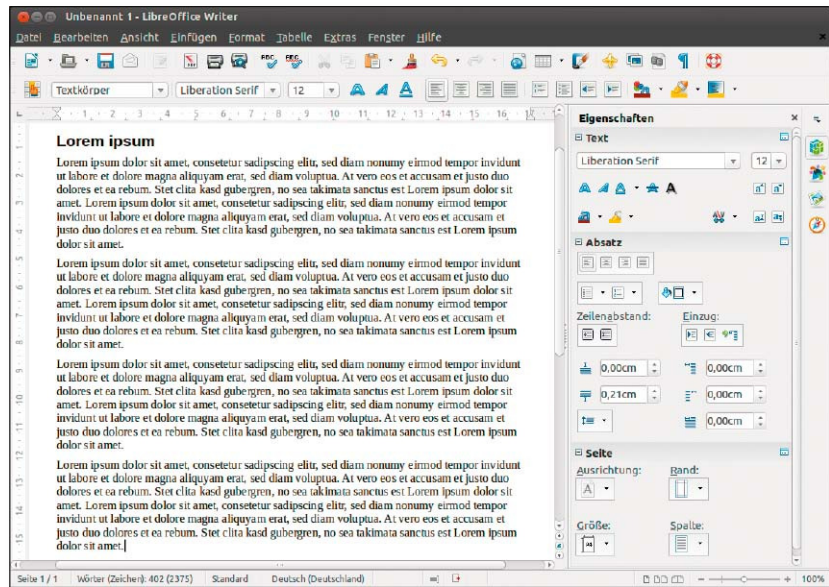 Unbenannt 1 - LibreOffice Writer
Datei Bearbeiten Ansicht Einfügen Format Tabelle Extras Fenster Hilfe
Textkörper Liberation Serif 12
1 2 3 4 5 6 7 8 9 10 11 12 13 14 15 16
Lorem ipsum
Lorem ipsum dolor sit amet, consetetur sadipscing elitr, sed diam nonumy eirmod tempor invidunt
ut labore et dolore magna aliquyam erat, sed diam voluptua. At vero eos et accusam et justo duo
dolores et ea rebum. Stet clita kasd gubergren, no sea takimata sanctus est Lorem ipsum dolor sit
amet. Lorem ipsum dolor sit amet, consetetur sadipscing elitr, sed diam nonumy eirmod tempor
invidunt ut labore et dolore magna aliquyam erat, sed diam voluptua. At vero eos et accusam et
justo duo dolores et ea rebum. Stet clita kasd gubergren, no sea takimata sanctus est Lorem ipsum
dolor sit amet.
Lorem ipsum dolor sit amet, consetetur sadipscing elitr, sed diam nonumy eirmod tempor invidunt
ut labore et dolore magna aliquyam erat, sed diam voluptua. At vero eos et accusam et justo duo
dolores et ea rebum. Stet clita kasd gubergren, no sea takimata sanctus est Lorem ipsum dolor sit
amet. Lorem ipsum dolor sit amet, consetetur sadipscing elitr, sed diam nonumy eirmod tempor
invidunt ut labore et dolore magna aliquyam erat, sed diam voluptua. At vero eos et accusam et
justo duo dolores et ea rebum. Stet clita kasd gubergren, no sea takimata sanctus est Lorem ipsum
dolor sit amet.
Lorem ipsum dolor sit amet, consetetur sadipscing elitr, sed diam nonumy eirmod tempor invidunt
ut labore et dolore magna aliquyam erat, sed diam voluptua. At vero eos et accusam et justo duo
dolores et ea rebum. Stet clita kasd gubergren, no sea takimata sanctus est Lorem ipsum dolor sit
amet. Lorem ipsum dolor sit amet, consetetur sadipscing elitr, sed diam nonumy eirmod tempor
invidunt ut labore et dolore magna aliquyam erat, sed diam voluptua. At vero eos et accusam et
justo duo dolores et ea rebum. Stet clita kasd gubergren, no sea takimata sanctus est Lorem ipsum
dolor sit amet.
Lorem ipsum dolor sit amet, consetetur sadipscing elitr, sed diam nonumy eirmod tempor invidunt
ut labore et dolore magna aliquyam erat, sed diam voluptua. At vero eos et accusam et justo duo
dolores et ea rebum. Stet clita kasd gubergren, no sea takimata sanctus est Lorem ipsum dolor sit
amet. Lorem ipsum dolor sit amet, consetetur sadipscing elitr, sed diam nonumy eirmod tempor
invidunt ut labore et dolore magna aliquyam erat, sed diam voluptua. At vero eos et accusam et
justo duo dolores et ea rebum. Stet clita kasd gubergren, no sea takimata sanctus est Lorem ipsum
dolor sit amet.
Eigenschaften
Text
Liberation Serif 12
Absatz
Zeilenabstand: Einzug:
0,00cm 0,00cm
0,21cm 0,00cm
0,00cm
Seite
Ausrichtung: Rand:
Größe: Spalte:
Seite 1 / 1 Wörter (Zeichen): 402 (2375) Standard Deutsch (Deutschland) 100%